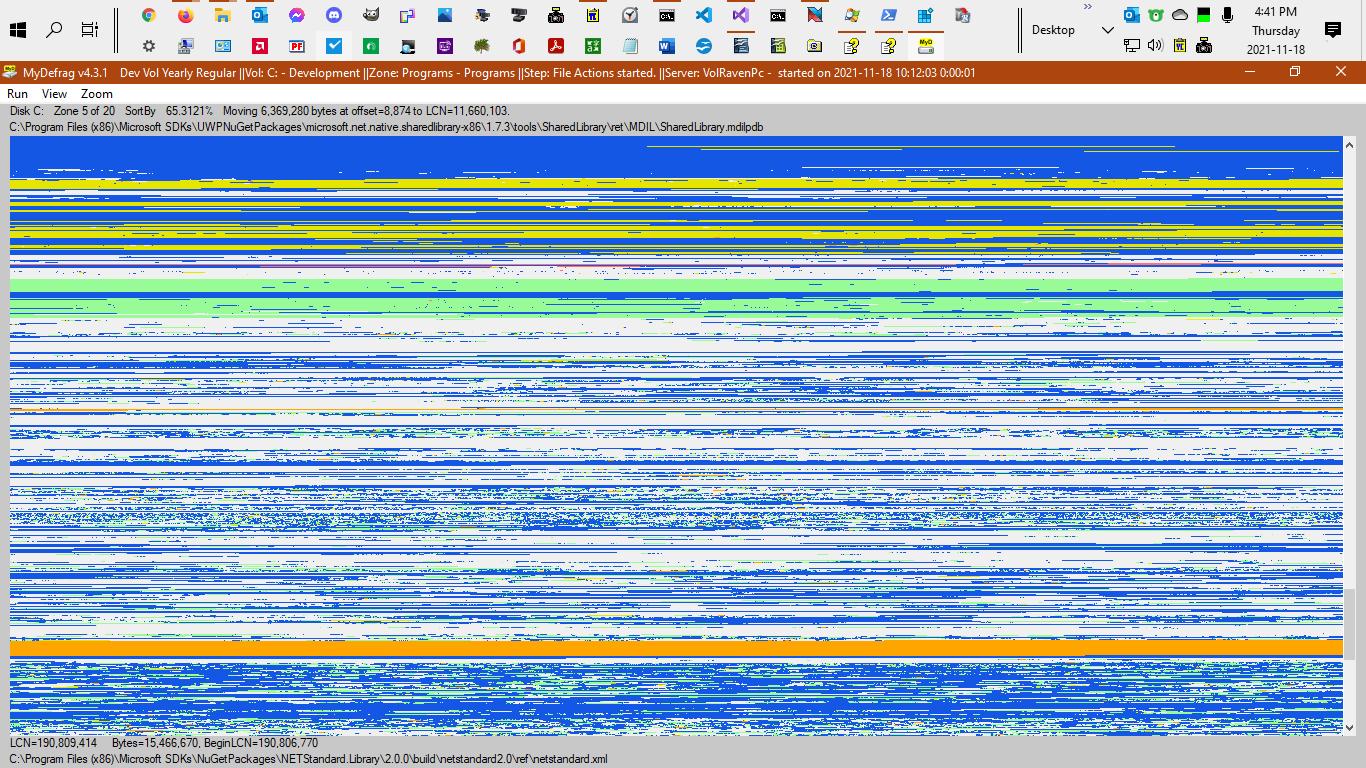 4:41 PM
Desktop
Thursday
2021-11-18
MyDefrag v4.3.1 Dev Vol Yearly Regular ||Vol: C: - Development ||Zone: Programs - Programs ||Step: File Actions started. ||Server: VolRavenPc - started on 2021-11-18 10:12:03 0:00:01
Run View Zoom
Disk C: Zone 5 of 20 SortBy 65.3121% Moving 6,369,280 bytes at offset=8,874 to LCN=11,660,103.
C:\Program Files (x86)\Microsoft SDKs\UWPNuGetPackages\microsoft.net.native.sharedlibrary-x86\1.7.3\tools\SharedLibrary\ret\MDIL\SharedLibrary.mdilpdb
LCN=190,809,414 Bytes=15,466,670, BeginLCN=190,806,770
C:\Program Files (x86)\Microsoft SDKs\NuGetPackages\NETStandard.Library\2.0.0\build\netstandard2.0\ref\netstandard.xml